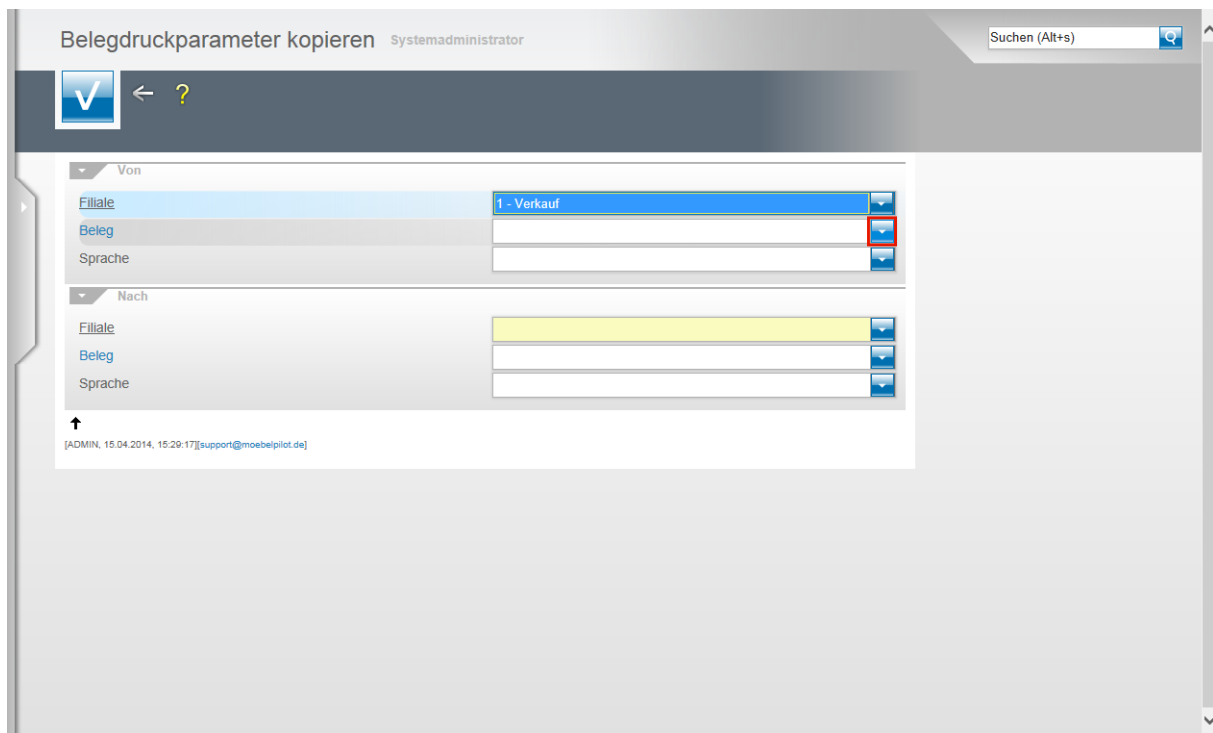 Belegdruckparameter kopieren Systemadministrator
Suchen (Alt+s)
?
Von
Filiale 1 - Verkauf
Beleg
Sprache
Nach
Filiale
Beleg
Sprache
[ADMIN, 15.04.2014, 15:29:17][support@moebelpilot.de]